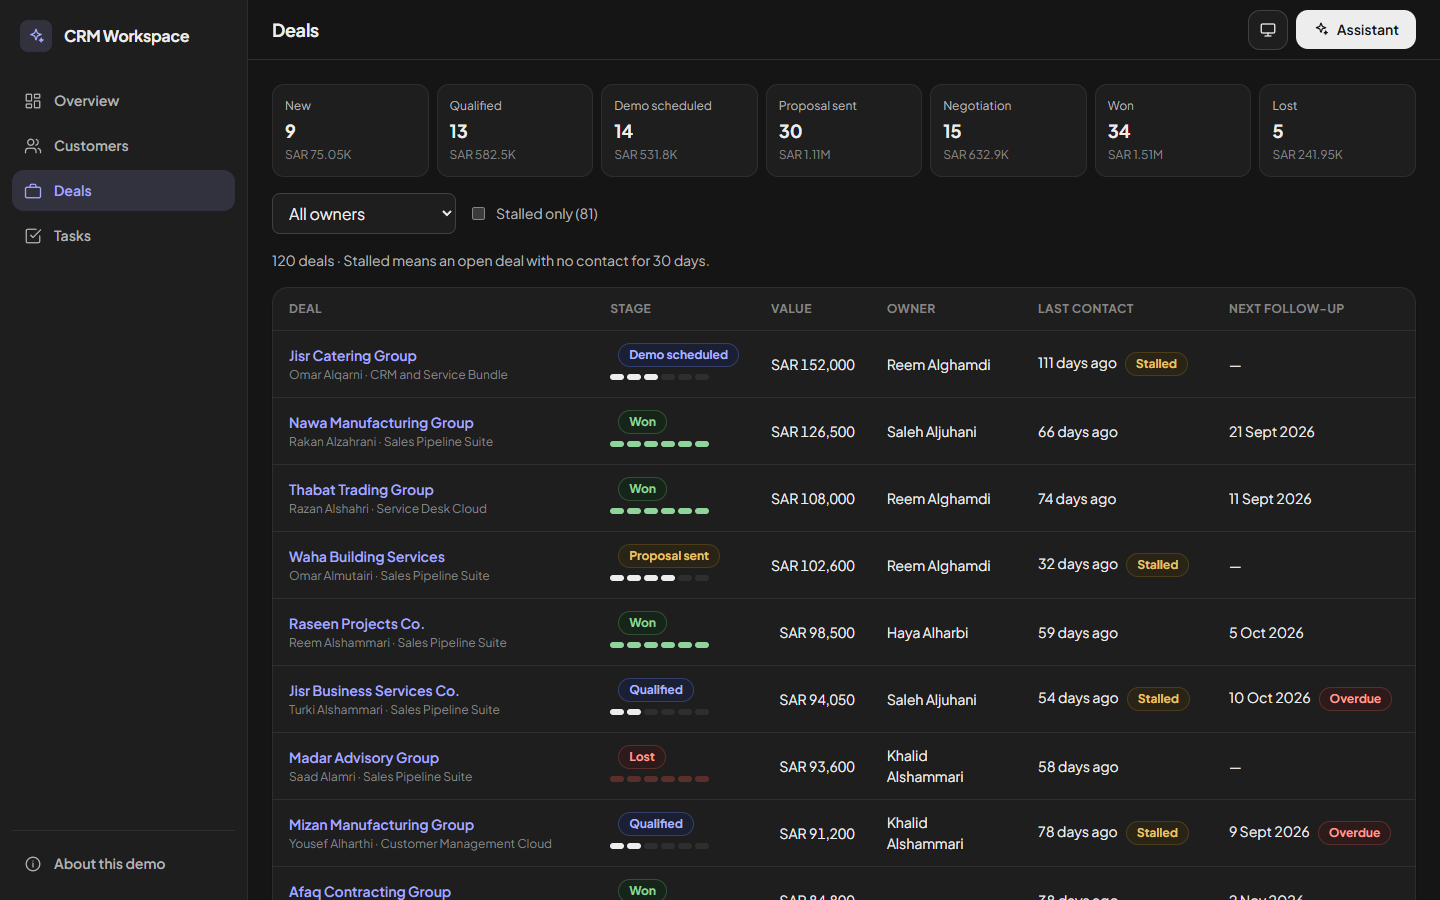 CRM Workspace
Overview
Customers
Deals
Tasks
About this demo
Deals
Assistant
New
9
SAR 75.05K
Qualified
13
SAR 582.5K
Demo scheduled
14
SAR 531.8K
Proposal sent
30
SAR 1.11M
Negotiation
15
SAR 632.9K
Won
34
SAR 1.51M
Lost
5
SAR 241.95K
All owners
Stalled only (81)
120 deals · Stalled means an open deal with no contact for 30 days.
DEAL STAGE VALUE OWNER LAST CONTACT NEXT FOLLOW-UP
Jisr Catering Group
Omar Alqarni · CRM and Service Bundle
Demo scheduled
SAR 152,000
Reem Alghamdi
111 days ago Stalled
—
Nawa Manufacturing Group
Rakan Alzahrani · Sales Pipeline Suite
Won
SAR 126,500
Saleh Aljuhani
66 days ago
21 Sept 2026
Thabat Trading Group
Razan Alshahri · Service Desk Cloud
Won
SAR 108,000
Reem Alghamdi
74 days ago
11 Sept 2026
Waha Building Services
Omar Almutairi · Sales Pipeline Suite
Proposal sent
SAR 102,600
Reem Alghamdi
32 days ago Stalled
—
Raseen Projects Co.
Reem Alshammari · Sales Pipeline Suite
Won
SAR 98,500
Haya Alharbi
59 days ago
5 Oct 2026
Jisr Business Services Co.
Turki Alshammari · Sales Pipeline Suite
Qualified
SAR 94,050
Saleh Aljuhani
54 days ago Stalled
10 Oct 2026 Overdue
Madar Advisory Group
Saad Alamri · Sales Pipeline Suite
Lost
SAR 93,600
Khalid
Alshammari
58 days ago
—
Mizan Manufacturing Group
Yousef Alharthi · Customer Management Cloud
Qualified
SAR 91,200
Khalid
Alshammari
78 days ago Stalled
9 Sept 2026 Overdue
Afaq Contracting Group
Won